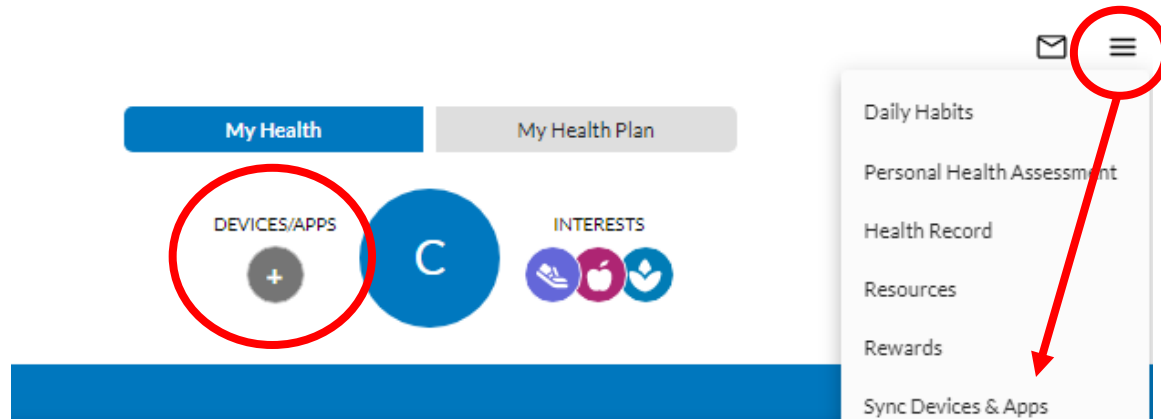 My Health
My Health Plan
DEVICES/APPS
+
C
INTERESTS
Daily Habits
Personal Health Assessment
Health Record
Resources
Rewards
Sync Devices & Apps